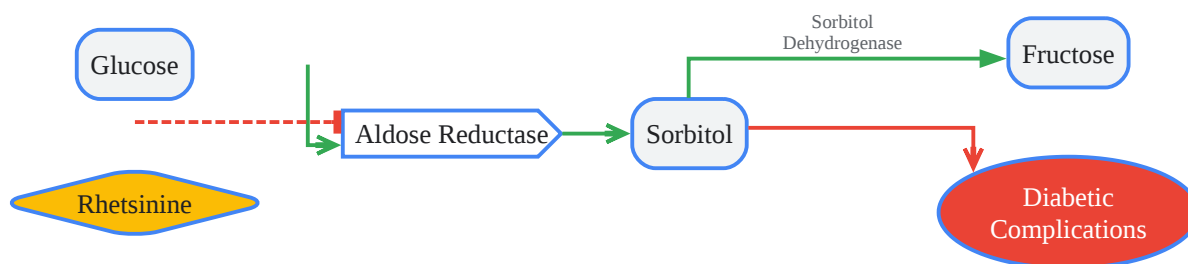 Glucose
Sorbitol
Dehydrogenase
Fructose
Aldose Reductase
Sorbitol
Rhetsinine
Diabetic
Complications